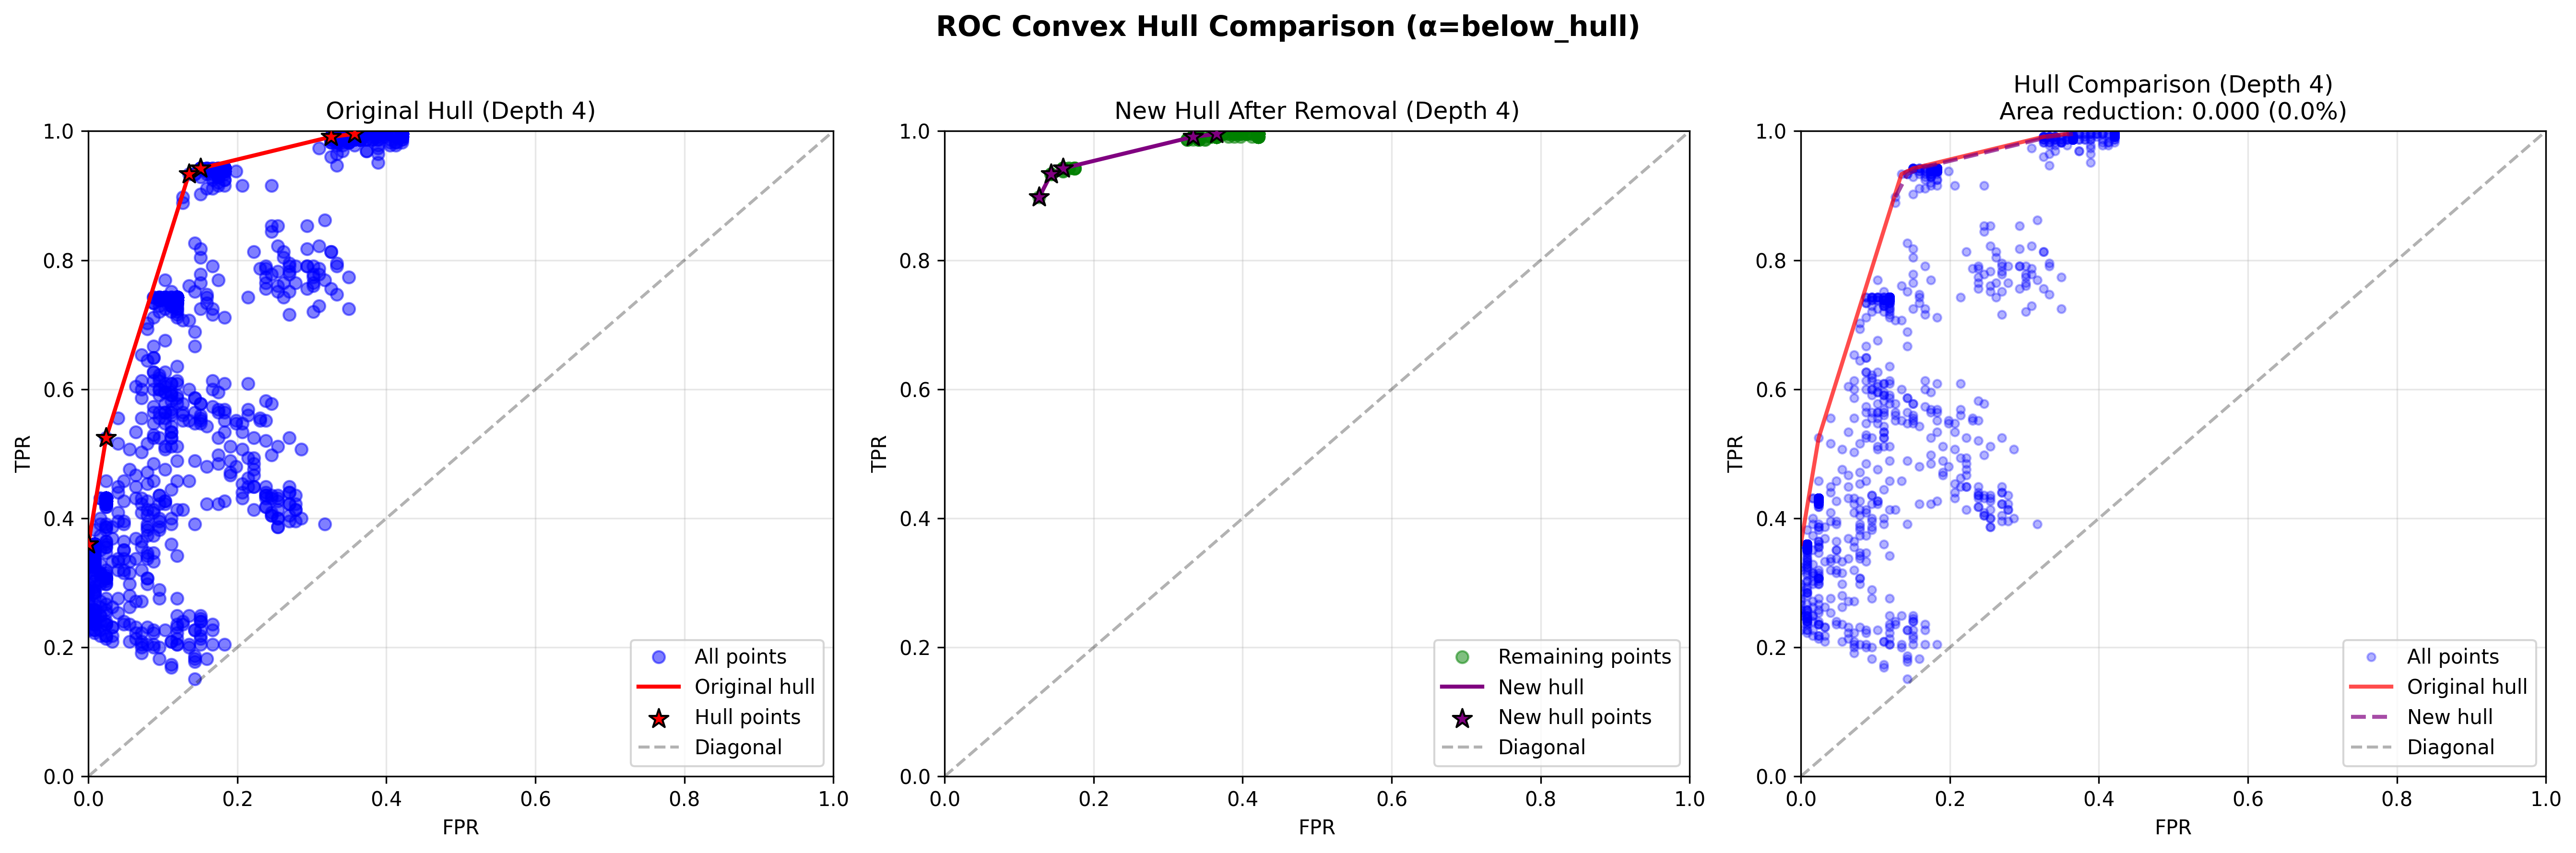 ROC Convex Hull Comparison (α=below_hull)
Original Hull (Depth 4)
1.0
0.8
0.6
0.4
0.2
0.0
TPR
0.0 0.2 0.4 0.6 0.8 1.0
FPR
All points
Original hull
Hull points
Diagonal
New Hull After Removal (Depth 4)
1.0
0.8
0.6
0.4
0.2
0.0
TPR
0.0 0.2 0.4 0.6 0.8 1.0
FPR
Remaining points
New hull
New hull points
Diagonal
Hull Comparison (Depth 4)
Area reduction: 0.000 (0.0%)
1.0
0.8
0.6
0.4
0.2
0.0
TPR
0.0 0.2 0.4 0.6 0.8 1.0
FPR
All points
Original hull
New hull
Diagonal